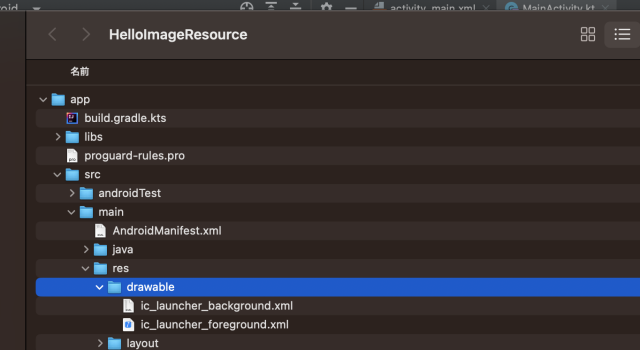 activity_main.xml
MainActivity.kt
HelloImageResource
名前
app
build.gradle.kts
libs
proguard-rules.pro
src
androidTest
main
AndroidManifest.xml
java
res
drawable
ic_launcher_background.xml
ic_launcher_foreground.xml
layout